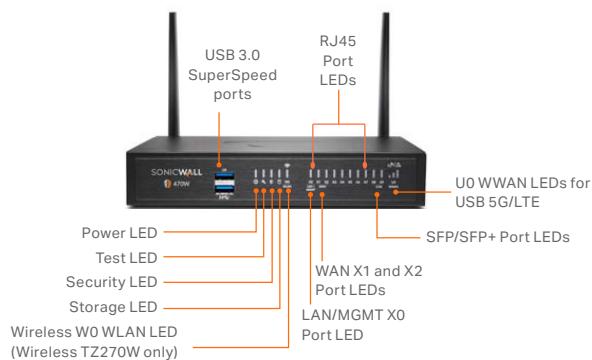 USB 3.0
SuperSpeed
ports
RJ45
Port
LEDs
SONICWALL
470W
U0 WWAN LEDs for
USB 5G/LTE
SFP/SFP+ Port LEDs
Power LED
Test LED
Security LED
Storage LED
Wireless W0 WLAN LED
(Wireless TZ270W only)
WAN X1 and X2
Port LEDs
LAN/MGMT X0
Port LED